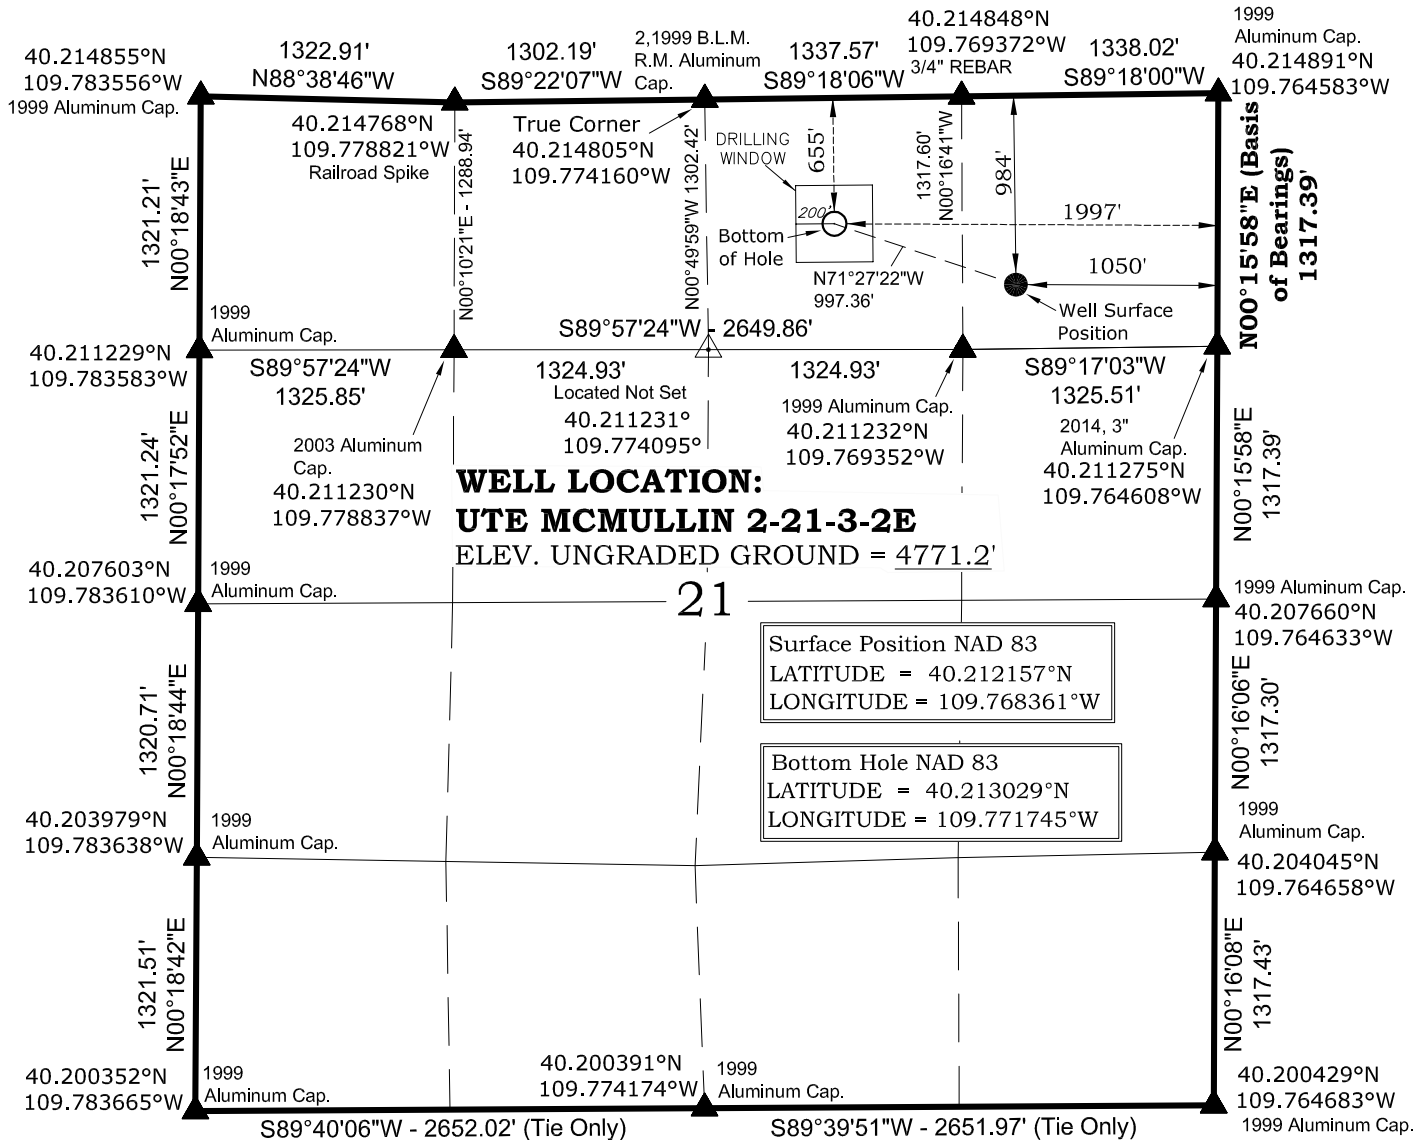 40.214855°N
109.783556°W
1999 Aluminum Cap.
1322.91'
N88°38'46"W
1302.19'
S89°22'07"W
2,1999 B.L.M.
R.M. Aluminum
Cap.
1337.57'
S89°18'06"W
40.214848°N
109.769372°W
3/4" REBAR
1338.02'
S89°18'00"W
1999
Aluminum Cap.
40.214891°N
109.764583°W
40.214768°N
109.778821°W
Railroad Spike
True Corner
40.214805°N
109.774160°W
1321.21'
N00°18'43"E
N00°10'21"E - 1288.94'
N00°49'59"W 1302.42'
DRILLING
WINDOW
655'
200'
Bottom
of Hole
1317.60'
N00°16'41"W
984'
1997'
1050'
N71°27'22"W
997.36'
Well Surface
Position
N00°15'58"E (Basis
of Bearings)
1317.39'
1999
Aluminum Cap.
40.211229°N
109.783583°W
S89°57'24"W - 2649.86'
S89°57'24"W
1325.85'
1324.93'
Located Not Set
40.211231°
109.774095°
1324.93'
1999 Aluminum Cap.
40.211232°N
109.769352°W
S89°17'03"W
1325.51'
2014, 3"
Aluminum Cap.
40.211275°N
109.764608°W
2003 Aluminum
Cap.
40.211230°N
109.778837°W
1321.24'
N00°17'52"E
N00°15'58"E
1317.39'
WELL LOCATION:
UTE MCMULLIN 2-21-3-2E
ELEV. UNGRADED GROUND = 4771.2'
40.207603°N
109.783610°W
1999
Aluminum Cap.
21
1999 Aluminum Cap.
40.207660°N
109.764633°W
Surface Position NAD 83
LATITUDE = 40.212157°N
LONGITUDE = 109.768361°W
1320.71'
N00°18'44"E
N00°16'06"E
1317.30'
Bottom Hole NAD 83
LATITUDE = 40.213029°N
LONGITUDE = 109.771745°W
40.203979°N
109.783638°W
1999
Aluminum Cap.
1999
Aluminum Cap.
40.204045°N
109.764658°W
1321.51'
N00°18'42"E
N00°16'08"E
1317.43'
40.200352°N
109.783665°W
1999
Aluminum Cap.
40.200391°N
109.774174°W
1999
Aluminum Cap.
40.200429°N
109.764683°W
1999 Aluminum Cap.
S89°40'06"W - 2652.02' (Tie Only)
S89°39'51"W - 2651.97' (Tie Only)